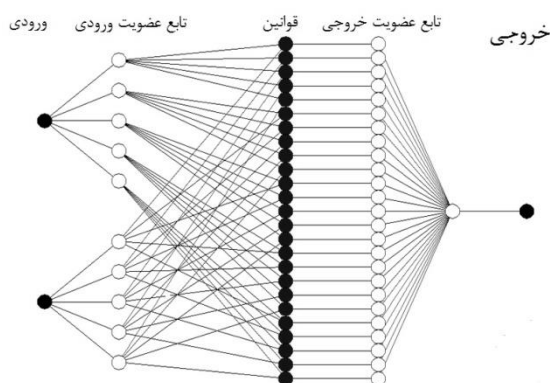 ورودی
تابع عضویت ورودی
قوانین
تابع عضویت خروجی
خروجی